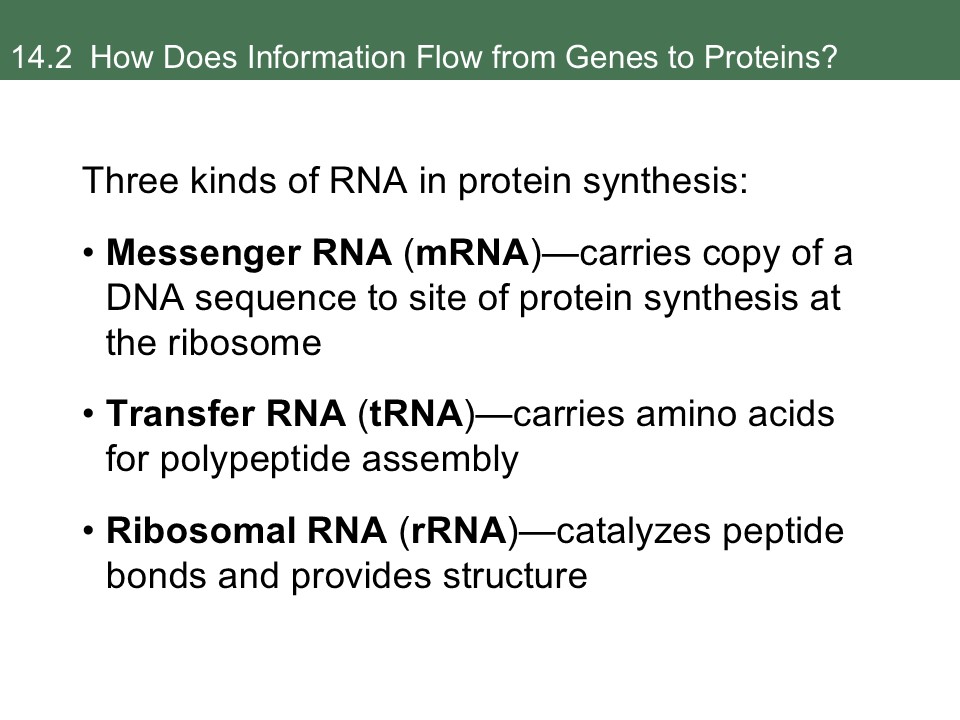 14.2 How Does Information Flow from Genes to Proteins?
Three kinds of RNA in protein synthesis:
• Messenger RNA (mRNA)—carries copy of a
DNA sequence to site of protein synthesis at
the ribosome
• Transfer RNA (tRNA)—carries amino acids
for polypeptide assembly
• Ribosomal RNA (rRNA)—catalyzes peptide
bonds and provides structure